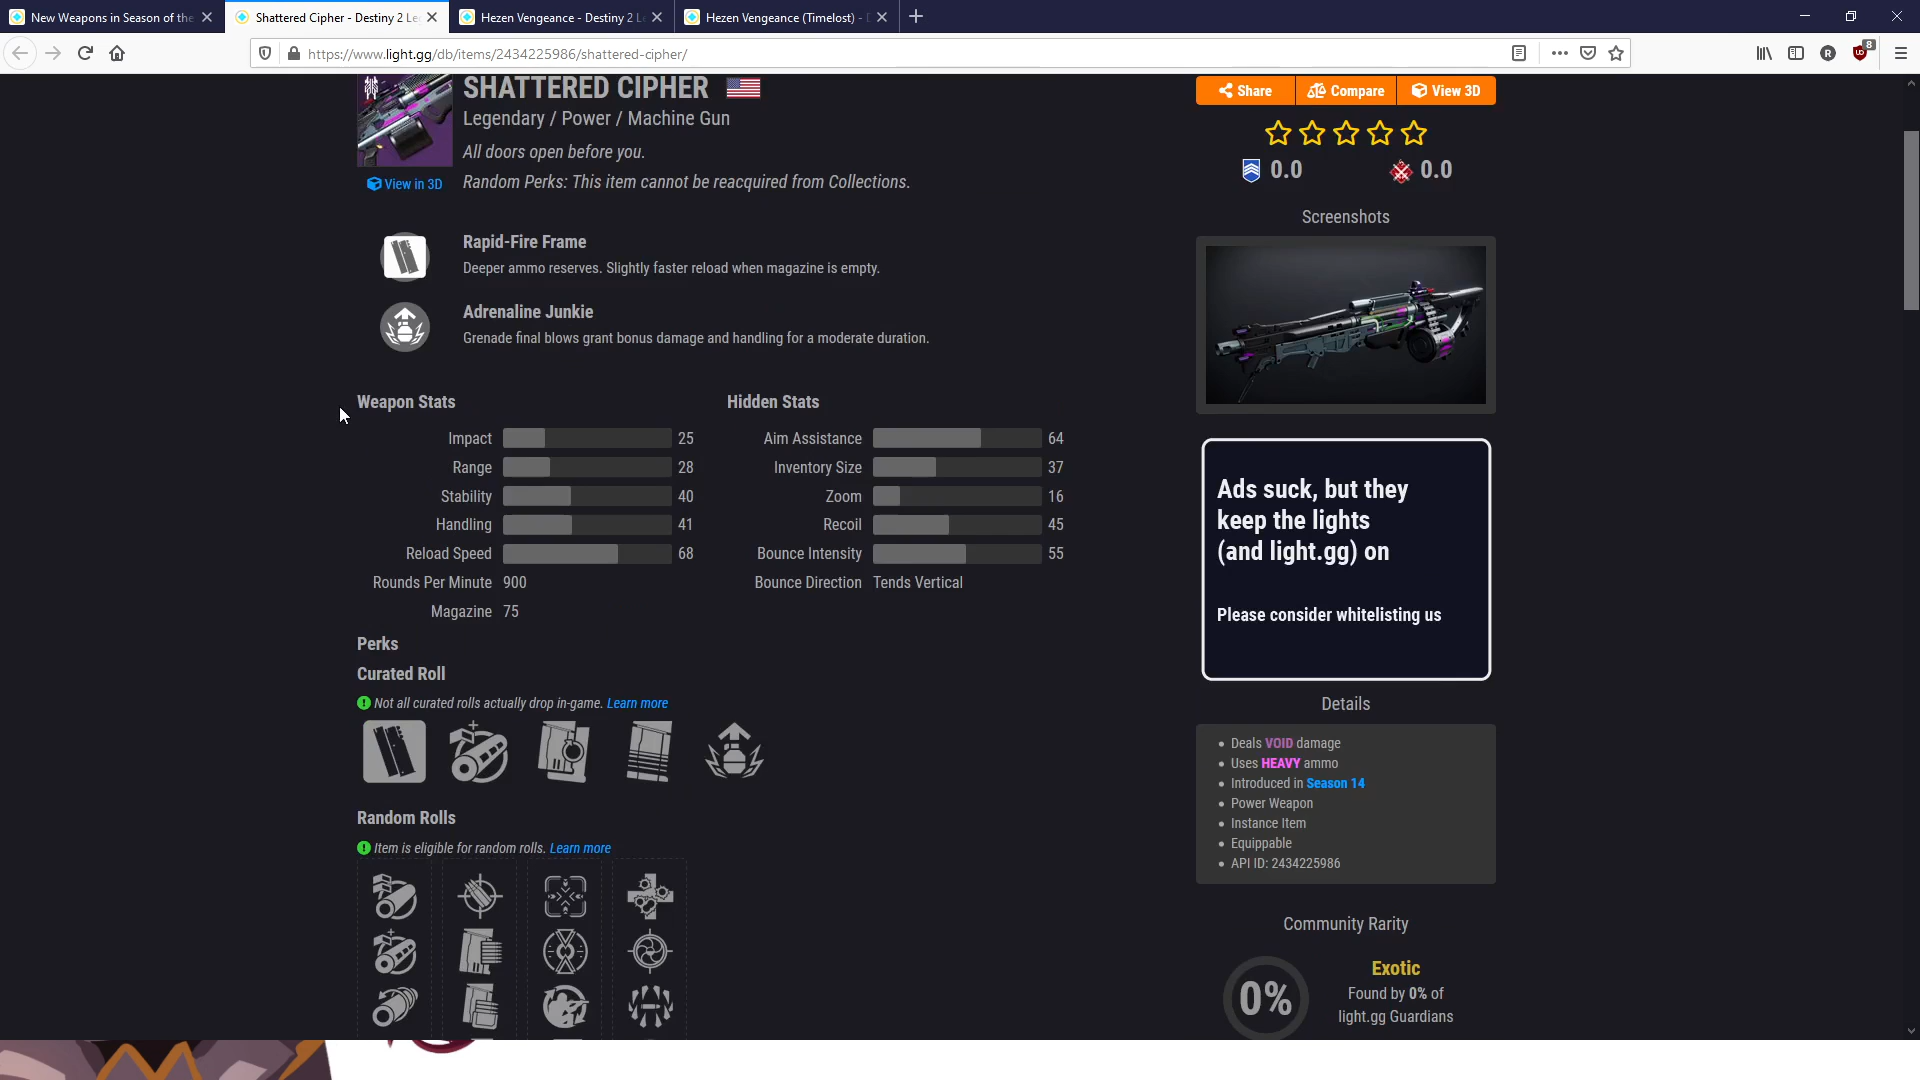 New Weapons in Season of the
Shattered Cipher - Destiny 2 Le
Hezen Vengeance - Destiny 2 L
Hezen Vengeance (Timelost) - D
https://www.light.gg/db/items/2434225986/shattered-cipher/
8
SHATTERED CIPHER
Legendary / Power / Machine Gun
All doors open before you.
View in 3D
Random Perks: This item cannot be reacquired from Collections.
Rapid-Fire Frame
Deeper ammo reserves. Slightly faster reload when magazine is empty.
Adrenaline Junkie
Grenade final blows grant bonus damage and handling for a moderate duration.
Weapon Stats
Impact 25
Range 28
Stability 40
Handling 41
Reload Speed 68
Rounds Per Minute 900
Magazine 75
Hidden Stats
Aim Assistance 64
Inventory Size 37
Zoom 16
Recoil 45
Bounce Intensity 55
Bounce Direction Tends Vertical
Perks
Curated Roll
Not all curated rolls actually drop in-game. Learn more
Random Rolls
Item is eligible for random rolls. Learn more
Share
Compare
View 3D
0.0
0.0
Screenshots
Ads suck, but they
keep the lights
(and light.gg) on
Please consider whitelisting us
Details
Deals VOID damage
Uses HEAVY ammo
Introduced in Season 14
Power Weapon
Instance Item
Equippable
API ID: 2434225986
Community Rarity
0%
Exotic
Found by 0% of
light.gg Guardians